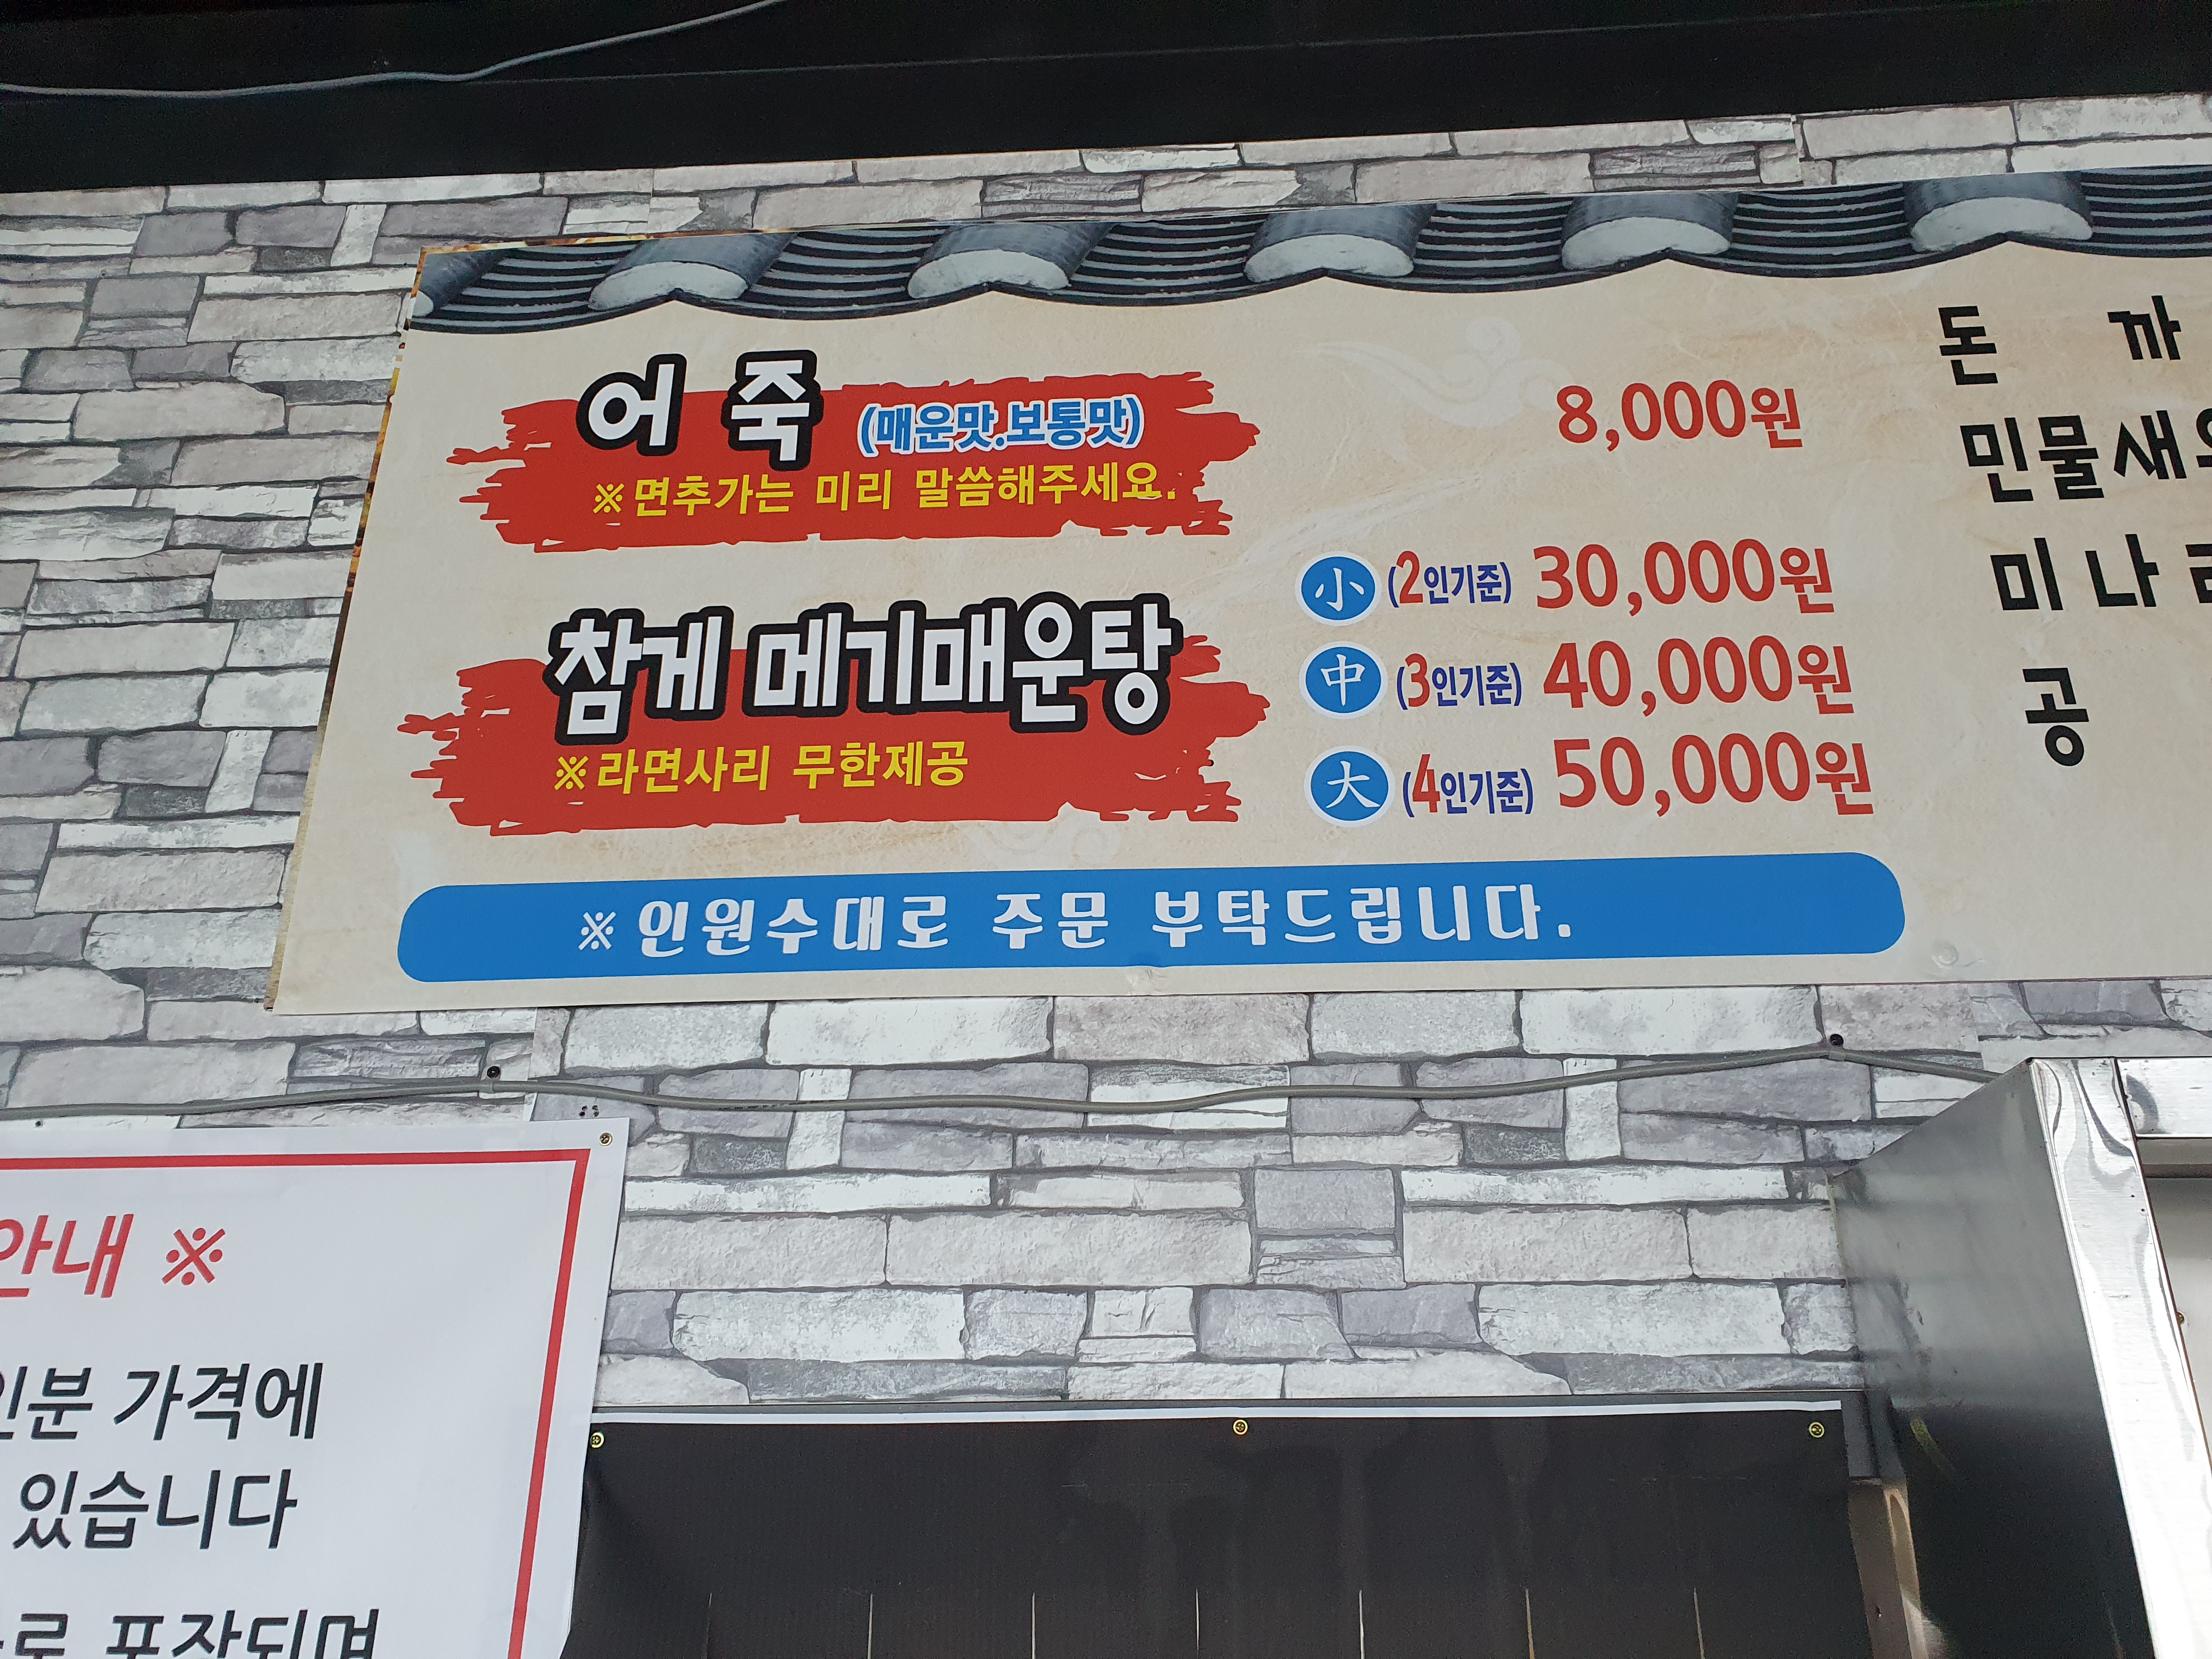 어 죽 (매운맛.보통맛) 8,000원
※면추가는 미리 말씀해주세요.
참게 메기매운탕
※라면사리 무한제공
小 (2인기준) 30,000원
中 (3인기준) 40,000원
大 (4인기준) 50,000원
※인원수대로 주문 부탁드립니다.
돈 까
민물새
미나
공
안내 ※
인분 가격에
있습니다
로 포장되며